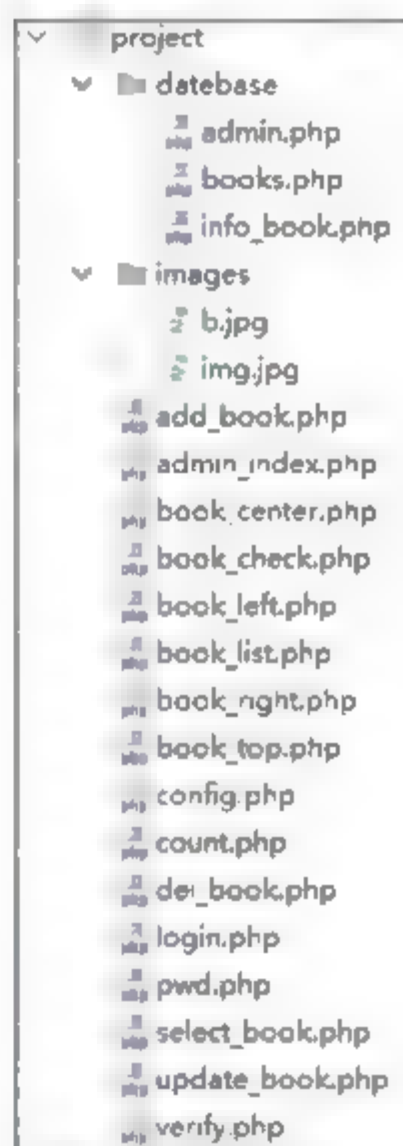 project
datebase
admin.php
books.php
info_book.php
images
b.jpg
img.jpg
add_book.php
admin_index.php
book_center.php
book_check.php
book_left.php
book_list.php
book_right.php
book_top.php
config.php
count.php
del_book.php
login.php
pwd.php
select_book.php
update_book.php
verify.php